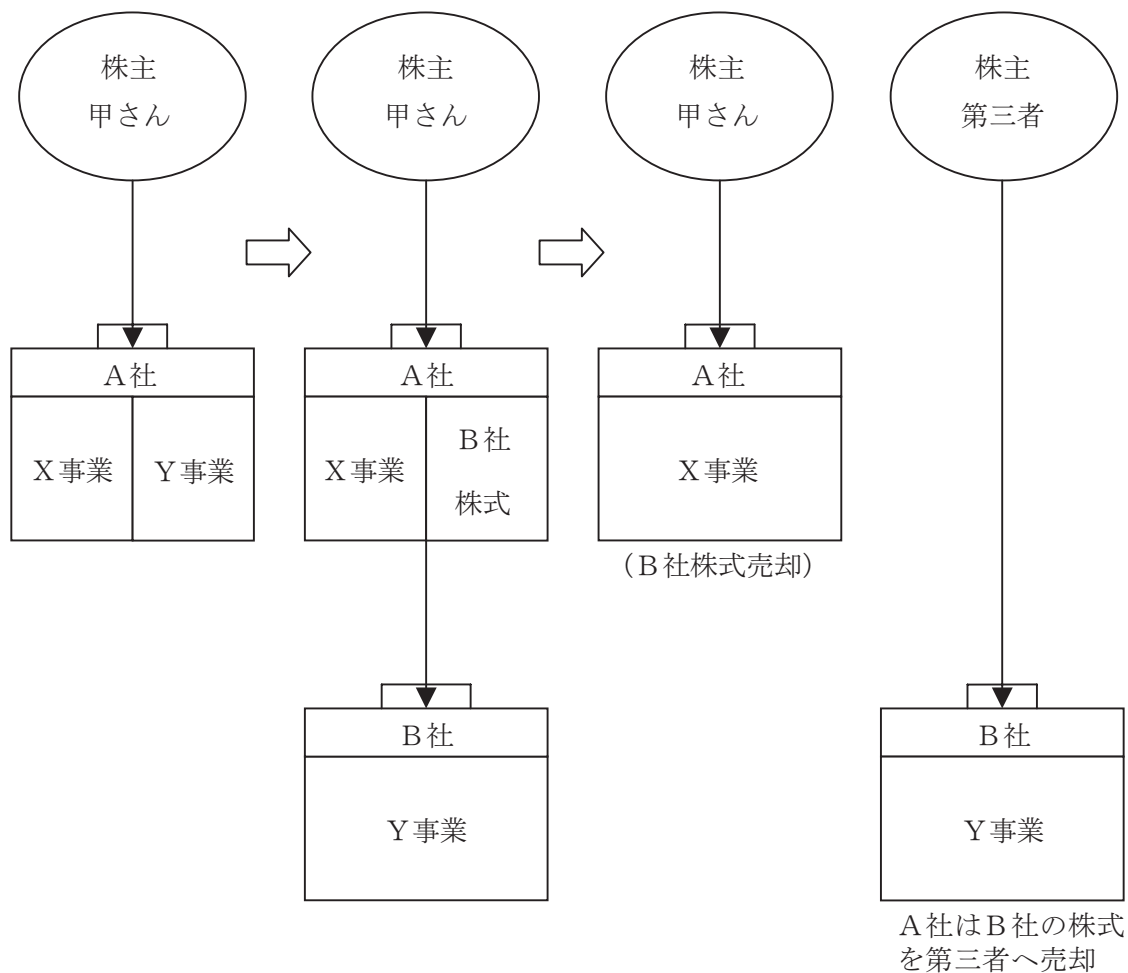 株主
甲さん
株主
甲さん
株主
甲さん
株主
第三者
A社
X事業
Y事業
A社
X事業
B社
株式
A社
X事業
(B社株式売却)
B社
Y事業
B社
Y事業
A社はB社の株式
を第三者へ売却